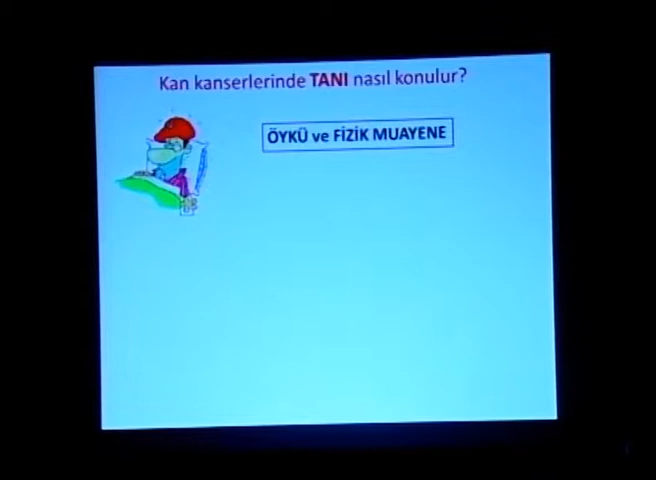 Kan kanserlerinde TANI nasıl konulur?
ÖYKÜ ve FİZİK MUAYENE